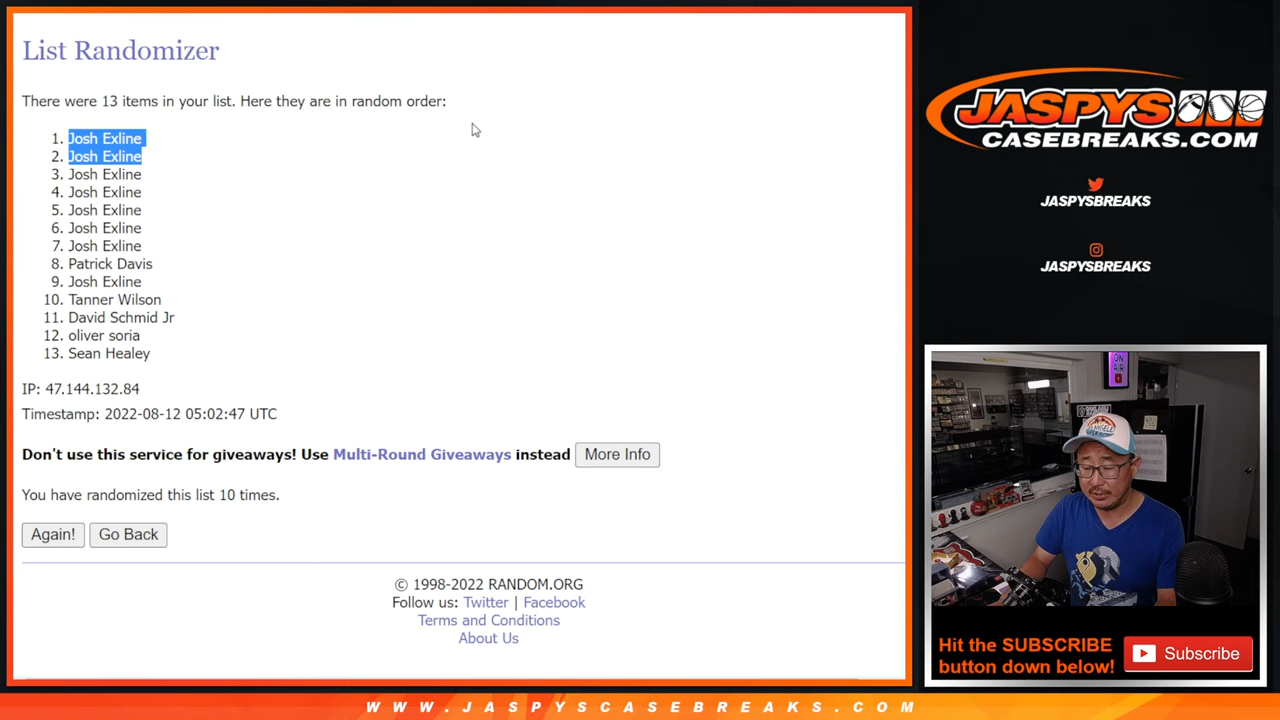 List Randomizer
There were 13 items in your list. Here they are in random order:
1. Josh Exline
2. Josh Exline
3. Josh Exline
4. Josh Exline
5. Josh Exline
6. Josh Exline
7. Josh Exline
8. Patrick Davis
9. Josh Exline
10. Tanner Wilson
11. David Schmid Jr
12. oliver soria
13. Sean Healey
IP: 47.144.132.84
Timestamp: 2022-08-12 05:02:47 UTC
Don't use this service for giveaways! Use Multi-Round Giveaways instead More Info
You have randomized this list 10 times.
Again! Go Back
© 1998-2022 RANDOM.ORG
Follow us: Twitter | Facebook
Terms and Conditions
About Us
JASPYS
CASEBREAKS.COM
JASPYSBREAKS
JASPYSBREAKS
ON
AIR
Hit the SUBSCRIBE
button down below!
Subscribe
WWW.JASPYSCASEBREAKS.COM